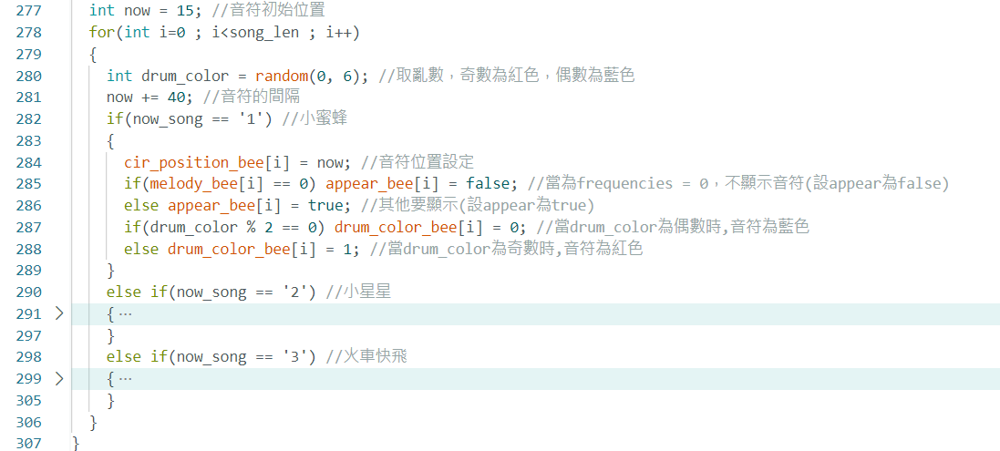 277 int now = 15; //音符初始位置
278 for(int i=0 ; i<song_len ; i++)
279 {
280 int drum_color = random(0, 6); //取亂數，奇數為紅色，偶數為藍色
281 now += 40; //音符的間隔
282 if(now_song == '1') //小蜜蜂
283 {
284 cir_position_bee[i] = now; //音符位置設定
285 if(melody_bee[i] == 0) appear_bee[i] = false; //當為frequencies = 0，不顯示音符(設appear為false)
286 else appear_bee[i] = true; //其他要顯示(設appear為true)
287 if(drum_color % 2 == 0) drum_color_bee[i] = 0; //當drum_color為偶數時,音符為藍色
288 else drum_color_bee[i] = 1; //當drum_color為奇數時,音符為紅色
289 }
290 else if(now_song == '2') //小星星
291 { ...
297 }
298 else if(now_song == '3') //火車快飛
299 { ...
305 }
306 }
307 }